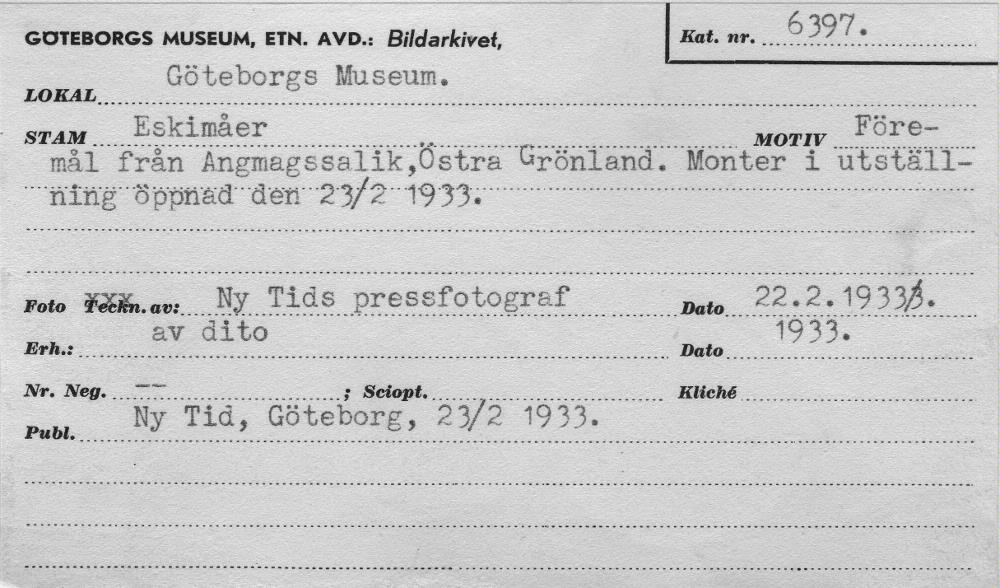 GÖTEBORGS MUSEUM, ETN. AVD.: Bildarkivet,
Kat. nr. 6397.
LOKAL Göteborgs Museum.
STAM Eskimåer MOTIV Före-
mål från Angmagssalik,Östra Grönland. Monter i utställ-
ning öppnad den 23/2 1933.
Foto Teckn. av: Ny Tids pressfotograf Dato 22.2.1933.
Erh.: av dito Dato 1933.
Nr. Neg. -- ; Sciopt. Kliché
Publ. Ny Tid, Göteborg, 23/2 1933.